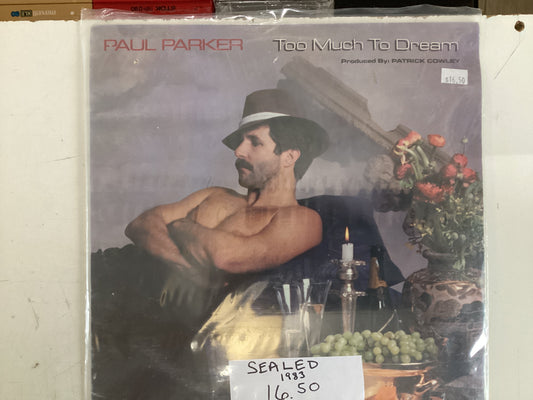 PAUL PARKER
Too Much To Dream
Produced By: PATRICK COWLEY
$16.50
SEALED
1983
16.50